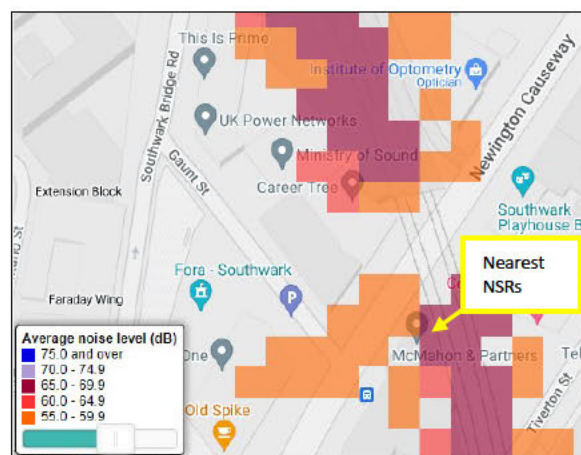 This Is Prime
Southwark Bridge Rd
Institute of Optometry
Optician
Newington Causeway
UK Power Networks
Ministry of Sound
Gaunt St
Career Tree
Extension Block
Southwark
Playhouse B
Fora - Southwark
Nearest
NSRs
Faraday Wing
P
Average noise level (dB)
75.0 and over
70.0 - 74.9
65.0 - 69.9
60.0 - 64.9
55.0 - 59.9
One
McMahon & Partners
Tel
Old Spike
Tiverton St